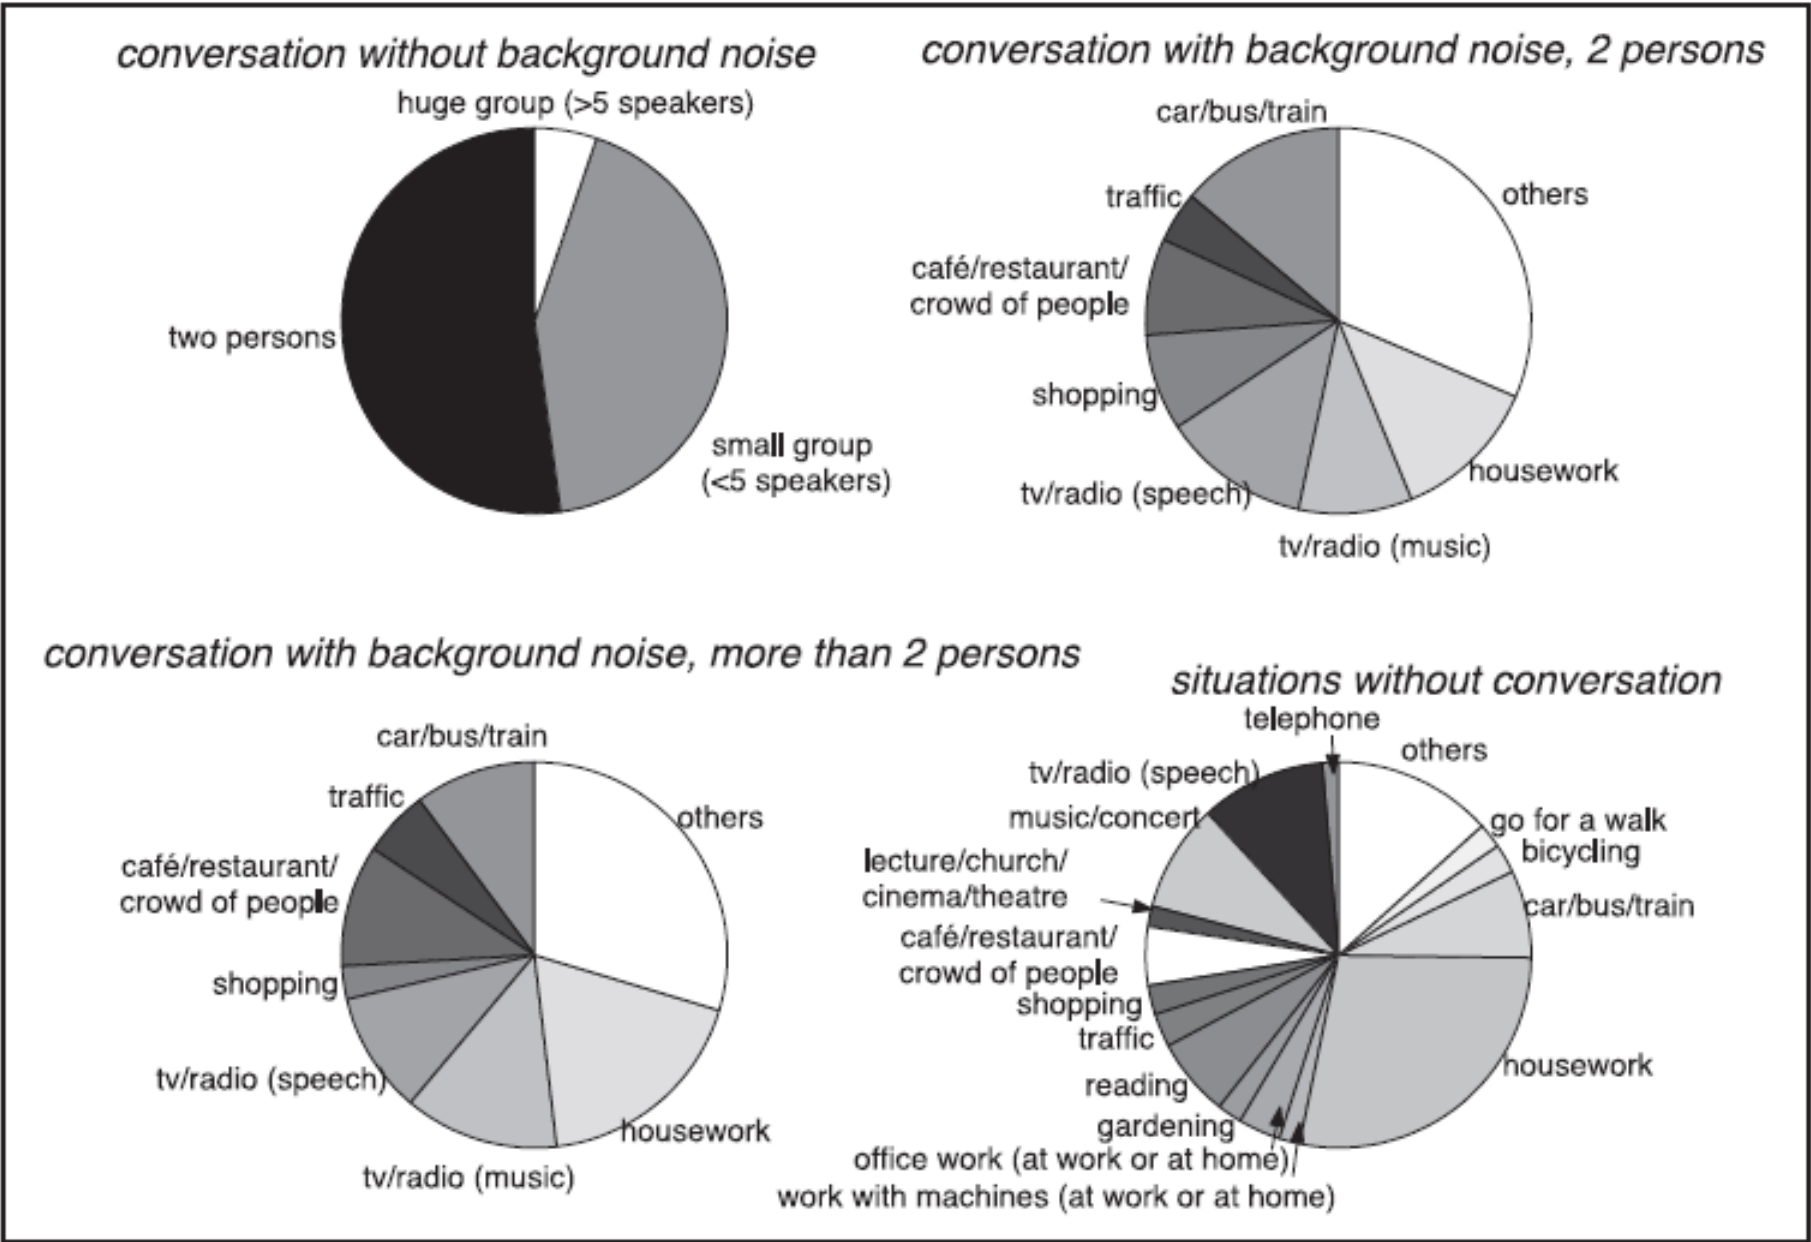 conversation without background noise
huge group (>5 speakers)
two persons
small group
(<5 speakers)
conversation with background noise, 2 persons
car/bus/train
others
traffic
café/restaurant/
crowd of people
shopping
housework
tv/radio (speech)
tv/radio (music)
conversation with background noise, more than 2 persons
car/bus/train
traffic
others
café/restaurant/
crowd of people
shopping
tv/radio (speech)
housework
tv/radio (music)
situations without conversation
telephone
others
tv/radio (speech)
music/concert
go for a walk
bicycling
lecture/church/
cinema/theatre
car/bus/train
café/restaurant/
crowd of people
shopping
traffic
housework
reading
gardening
office work (at work or at home)
work with machines (at work or at home)